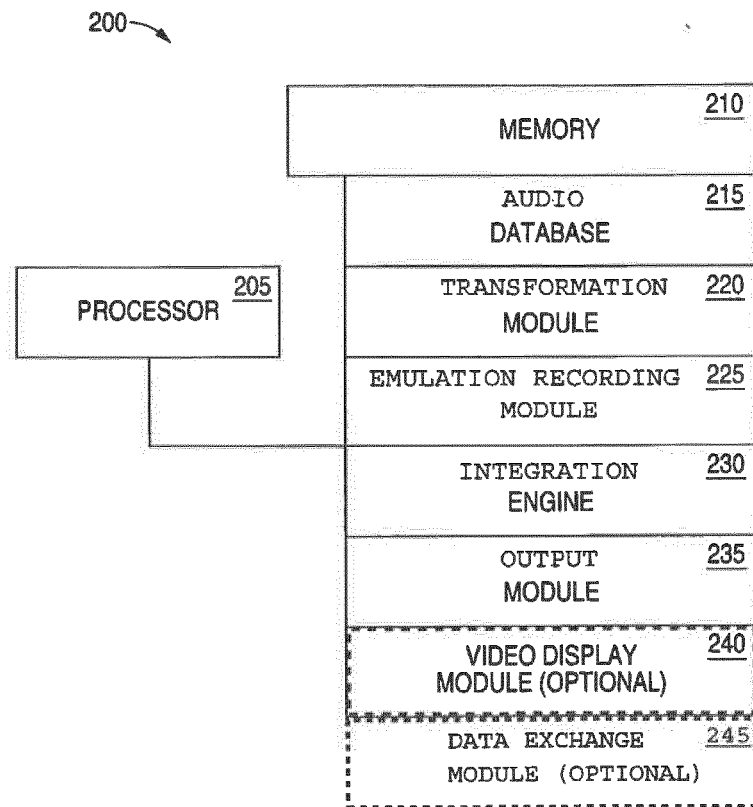 200
210
MEMORY
AUDIO 215
DATABASE
205
PROCESSOR
TRANSFORMATION 220
MODULE
EMULATION RECORDING 225
MODULE
INTEGRATION 230
ENGINE
OUTPUT 235
MODULE
240
VIDEO DISPLAY
MODULE (OPTIONAL)
DATA EXCHANGE 245
MODULE (OPTIONAL)